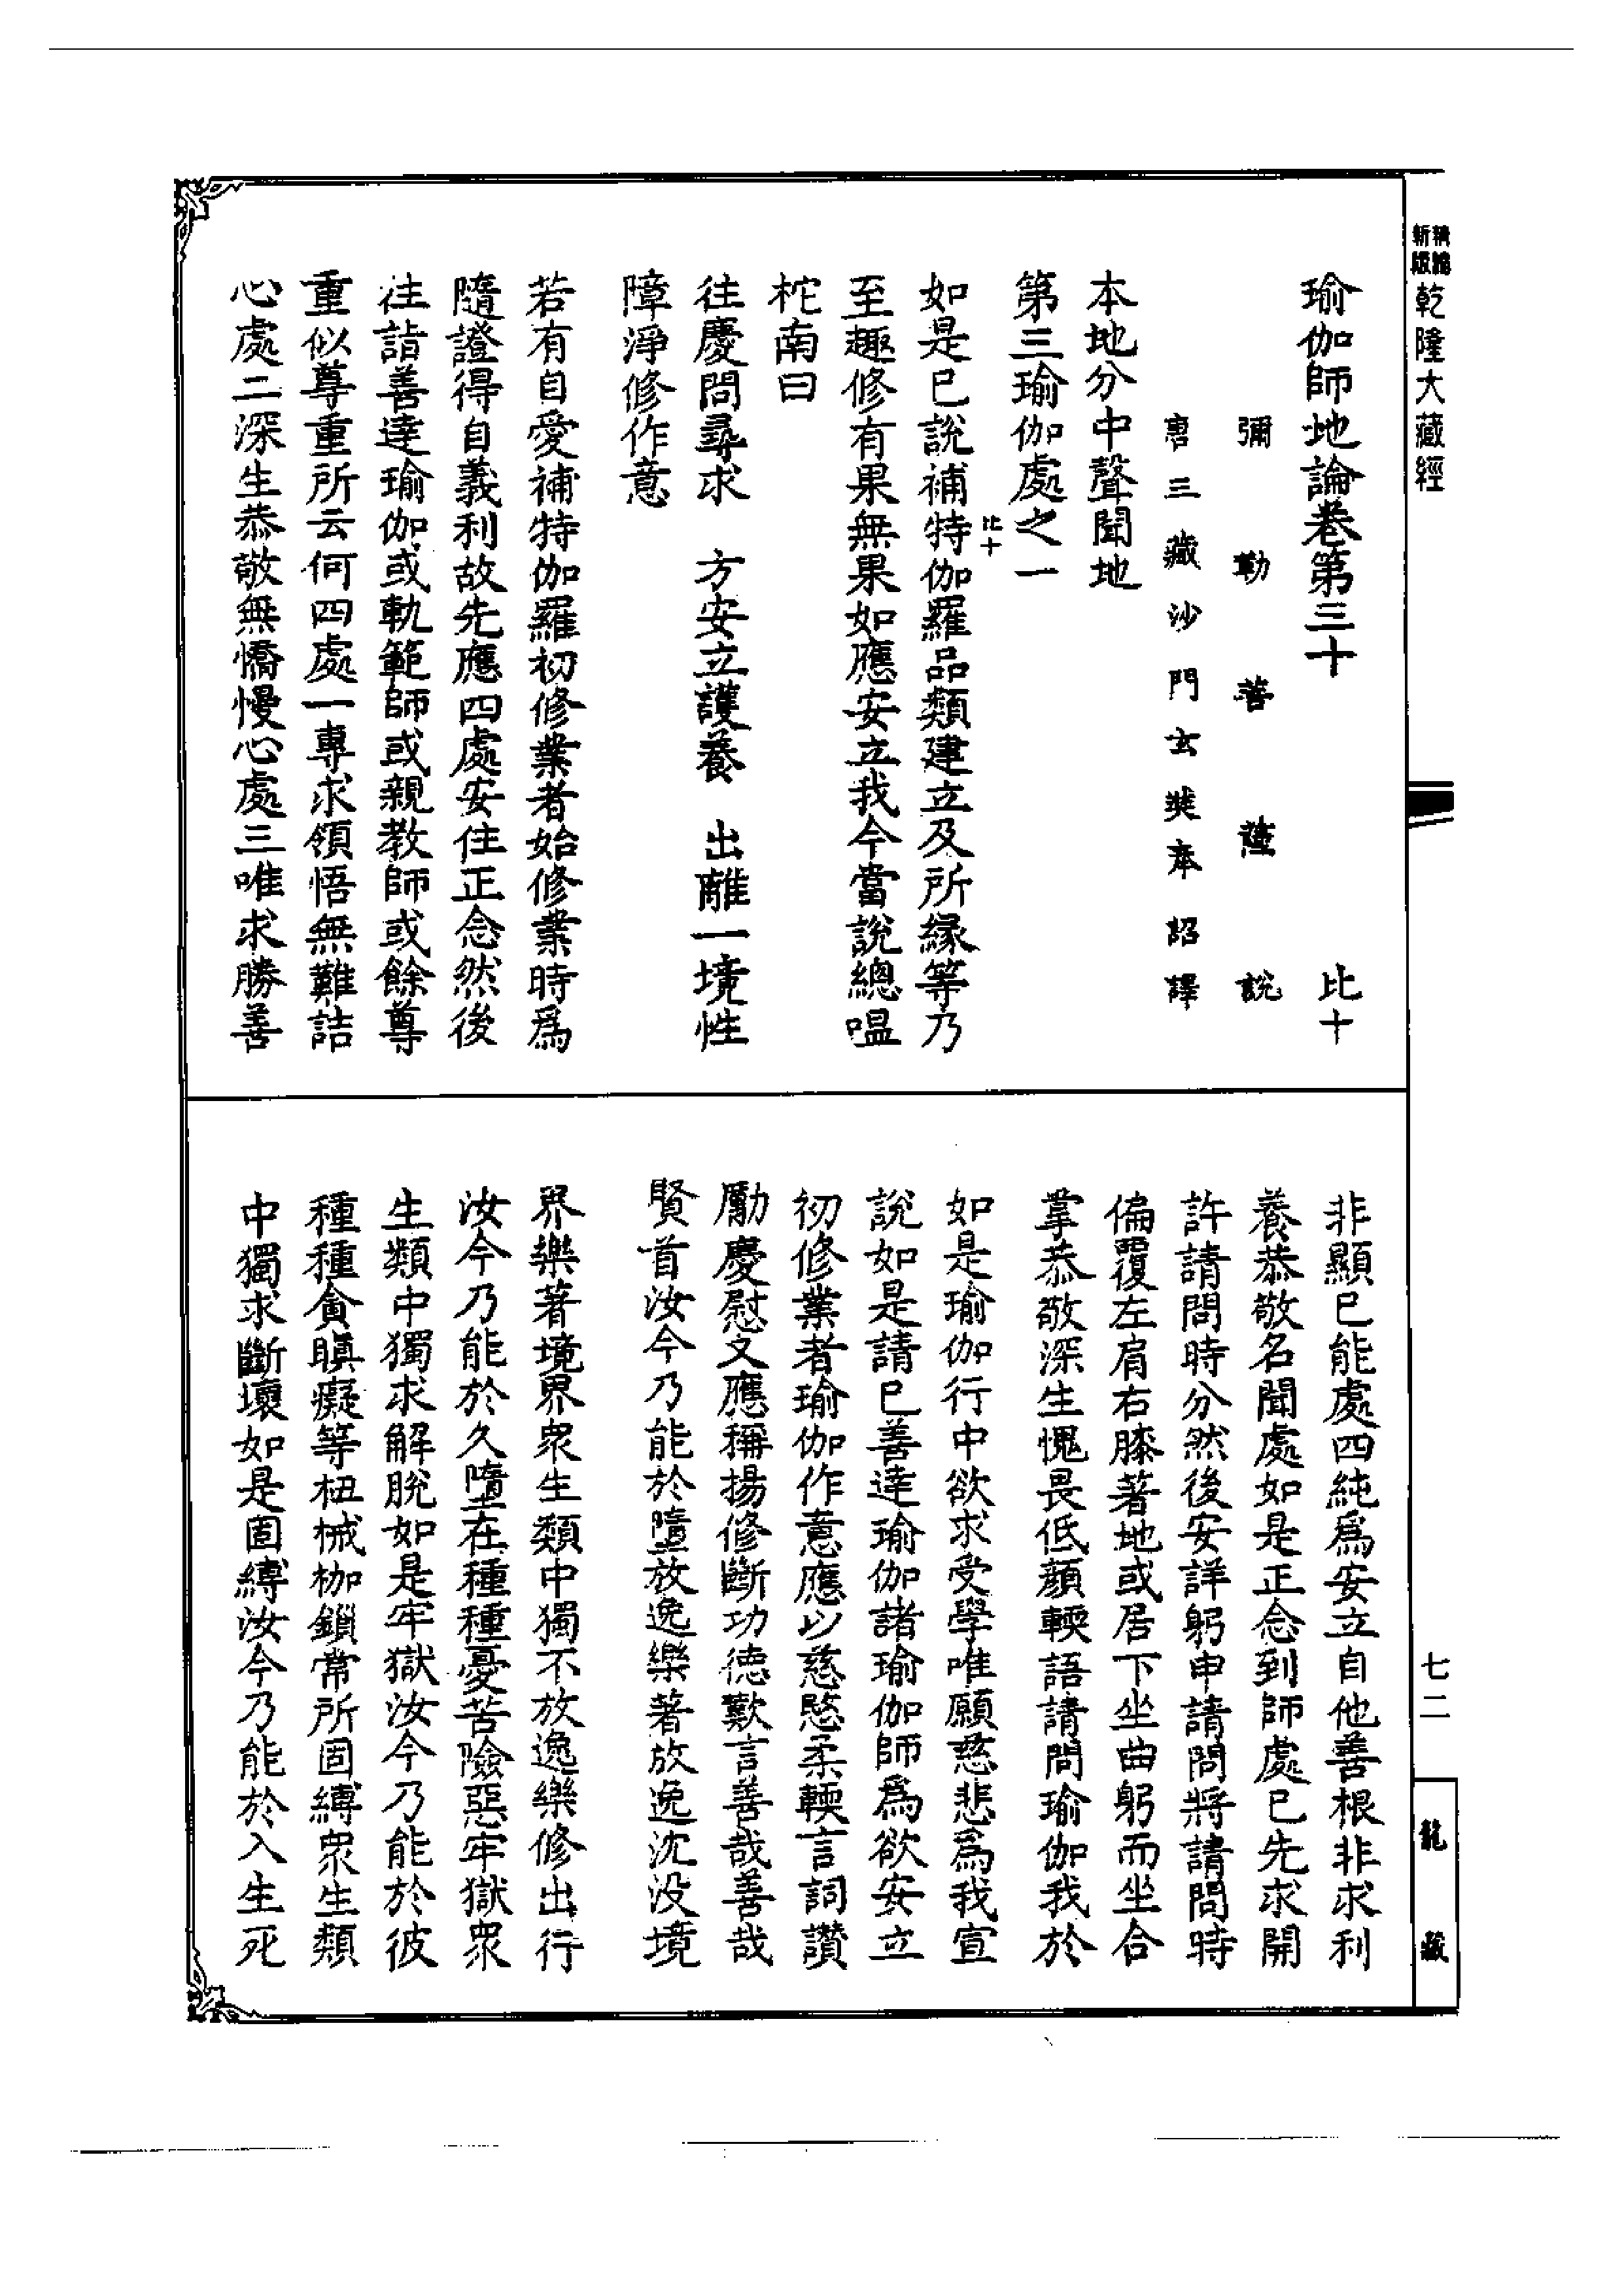 精縮
新版
乾隆大藏經
瑜伽師地論卷第三十 比十
彌勒菩薩說
唐三藏沙門玄奘奉詔譯
本地分中聲聞地
第三瑜伽處之一
比十
如是已說補特伽羅品類建立及所緣等乃
至趣修有果無果如應安立我今當說總嗢
柁南曰
往慶問尋求 方安立護養 出離一境性
障淨修作意
若有自愛補特伽羅初修業者始修業時爲
隨證得自義利故先應四處安住正念然後
往詣善達瑜伽或軌範師或親教師或餘尊
重似尊重所云何四處一專求領悟無難詰
心處二深生恭敬無憍慢心處三唯求勝善
非顯已能處四純爲安立自他善根非求利
養恭敬名聞處如是正念到師處已先求開
許請問時分然後安詳躬申請問將請問時
偏覆左肩右膝著地或居下坐曲躬而坐合
掌恭敬深生愧畏低顏輭語請問瑜伽我於
如是瑜伽行中欲求受學唯願慈悲爲我宣
說如是請已善達瑜伽諸瑜伽師爲欲安立
初修業者瑜伽作意應以慈愍柔輭言詞讚
勵慶慰又應稱揚修斷功德歎言善哉善哉
賢首汝今乃能於墮放逸樂著放逸沈沒境
界樂著境界衆生類中獨不放逸樂修出行
汝今乃能於久墮在種種憂苦險惡牢獄衆
生類中獨求解脫如是牢獄汝今乃能於彼
種種貪瞋癡等杻械枷鎖常所固縛衆生類
中獨求斷壞如是固縛汝今乃能於入生死
七二
龍藏